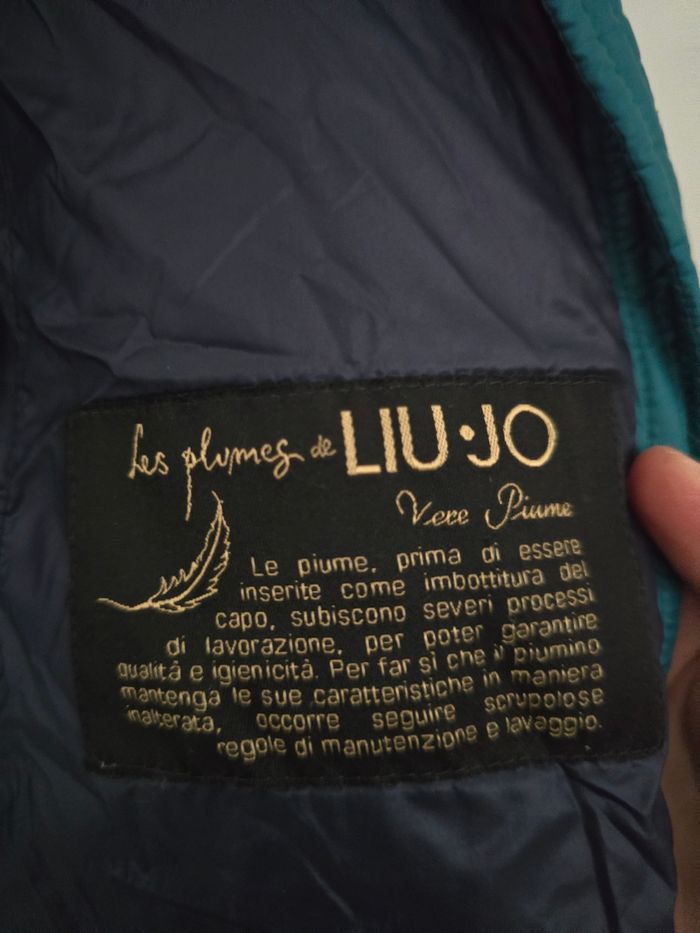 Les plumes de LIU·JO
Vere Piume
Le piume, prima di essere
inserite come imbottitura del
capo, subiscono severi processi
di lavorazione, per poter garantire
qualitá e igienicitá. Per far sì che il piumino
mantenga le sue caratteristiche in maniera
inalterata, occorre seguire scrupolose
regole di manutenzione e lavaggio.